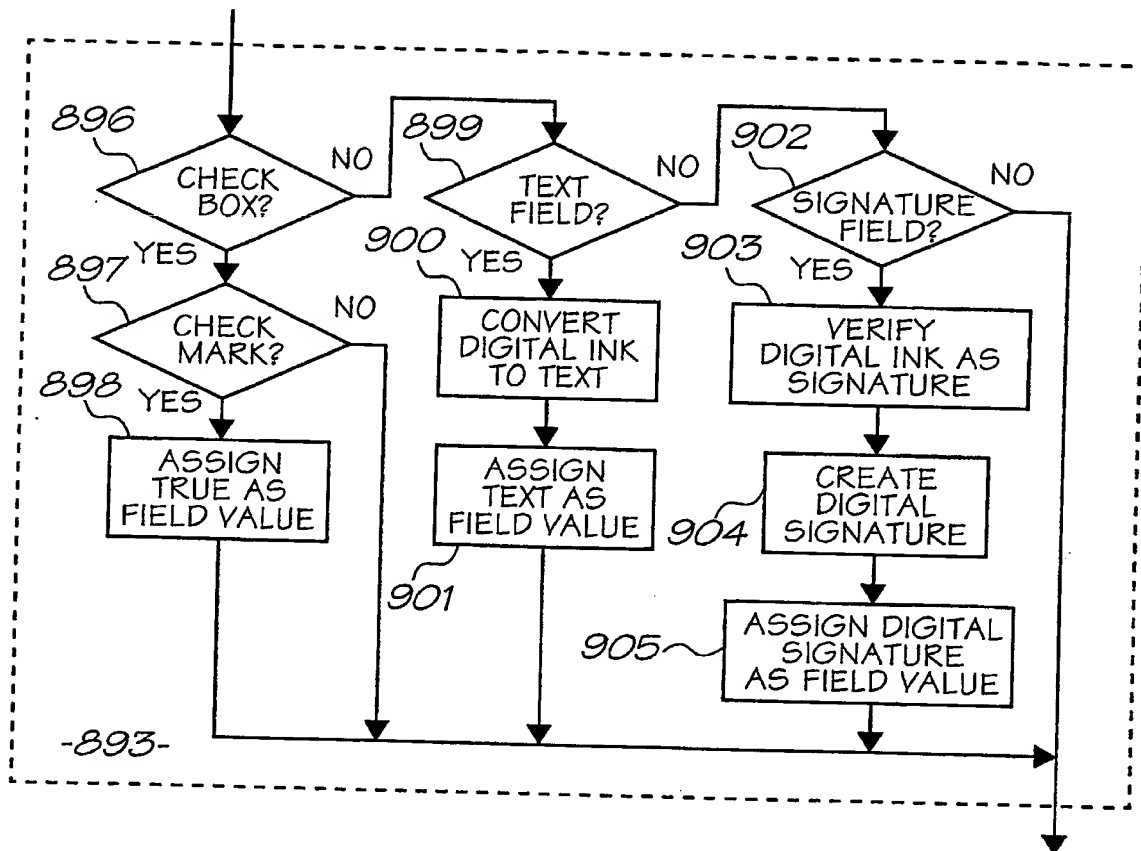 896
CHECK
BOX?
NO
YES
897
CHECK
MARK?
NO
YES
898
ASSIGN
TRUE AS
FIELD VALUE
899
TEXT
FIELD?
NO
YES
900
CONVERT
DIGITAL INK
TO TEXT
ASSIGN
TEXT AS
FIELD VALUE
901
902
SIGNATURE
FIELD?
NO
YES
903
VERIFY
DIGITAL INK AS
SIGNATURE
CREATE
DIGITAL
SIGNATURE
904
ASSIGN DIGITAL
SIGNATURE
AS FIELD VALUE
905
-893-